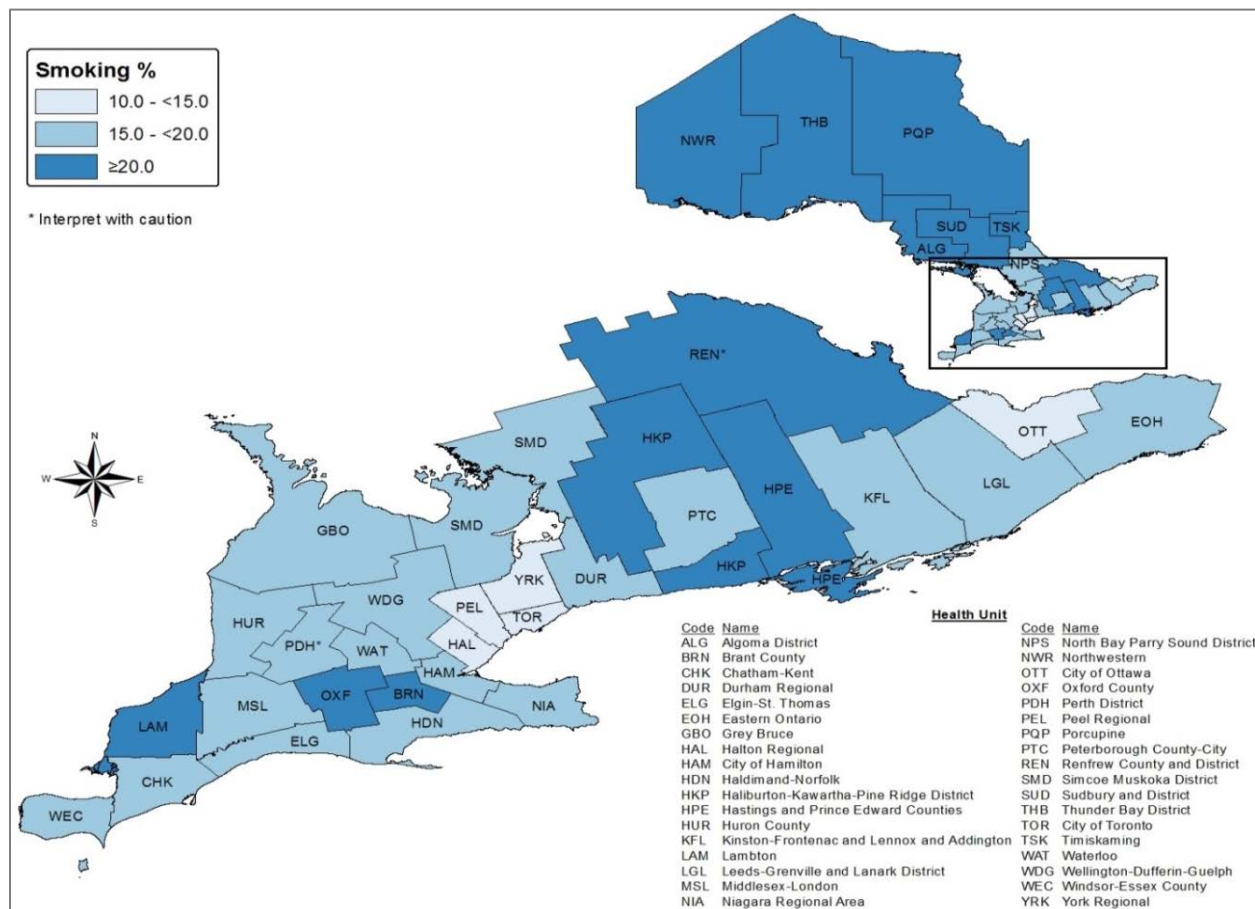 Smoking %
10.0 - <15.0
15.0 - <20.0
≥20.0
* Interpret with caution
NWR
THB
PQP
SUD
TSK
ALG
NPS
REN*
SMD
HKP
OTT
EOH
HPE
KFL
LGL
PTC
N
W E
S
GBO
SMD
HKP
HPE
YRK
DUR
WDG
PEL
TOR
HUR
PDH*
WAT
HAL
HAM
OXF
BRN
LAM
MSL
HDN
NIA
ELG
CHK
WEC
Health Unit
Code Name
ALG Algoma District
BRN Brant County
CHK Chatham-Kent
DUR Durham Regional
ELG Elgin-St. Thomas
EOH Eastern Ontario
GBO Grey Bruce
HAL Halton Regional
HAM City of Hamilton
HDN Haldimand-Norfolk
HKP Haliburton-Kawartha-Pine Ridge District
HPE Hastings and Prince Edward Counties
HUR Huron County
KFL Kinston-Frontenac and Lennox and Addington
LAM Lambton
LGL Leeds-Grenville and Lanark District
MSL Middlesex-London
NIA Niagara Regional Area
Code Name
NPS North Bay Parry Sound District
NWR Northwestern
OTT City of Ottawa
OXF Oxford County
PDH Perth District
PEL Peel Regional
PQP Porcupine
PTC Peterborough County-City
REN Renfrew County and District
SMD Simcoe Muskoka District
SUD Sudbury and District
THB Thunder Bay District
TOR City of Toronto
TSK Timiskaming
WAT Waterloo
WDG Wellington-Dufferin-Guelph
WEC Windsor-Essex County
YRK York Regional